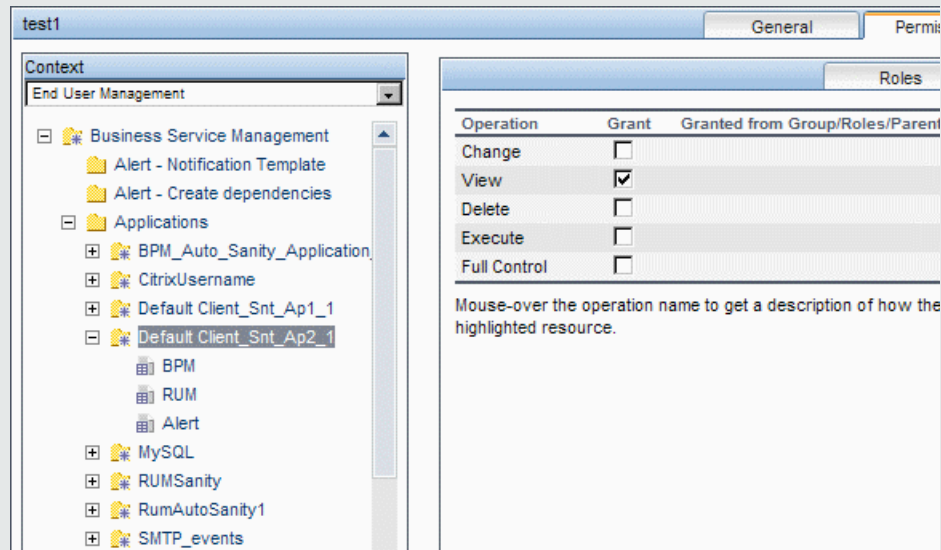 test1
General
Permis
Context
End User Management
Business Service Management
Alert - Notification Template
Alert - Create dependencies
Applications
BPM_Auto_Sanity_Application_
CitrixUsername
Default Client_Snt_Ap1_1
Default Client_Snt_Ap2_1
BPM
RUM
Alert
MySQL
RUMSanity
RumAutoSanity1
SMTP_events
Roles
Operation Grant Granted from Group/Roles/Parent
Change
View
Delete
Execute
Full Control
Mouse-over the operation name to get a description of how the
highlighted resource.